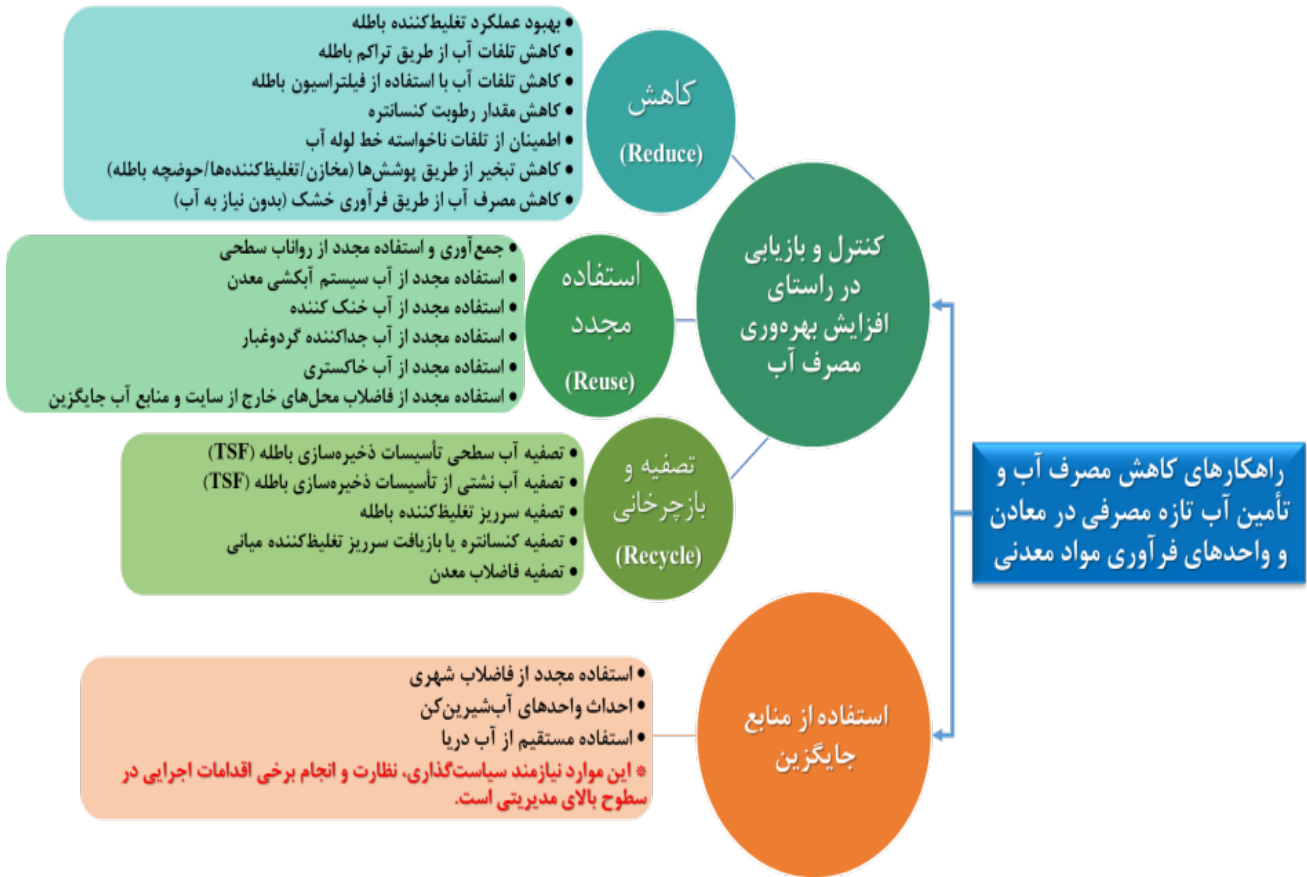 راهکارهای کاهش مصرف آب و
تأمین آب تازه مصرفی در معادن
و واحدهای فرآوری مواد معدنی
کنترل و بازیابی
در راستای
افزایش بهره‌وری
مصرف آب
کاهش
(Reduce)
• بهبود عملکرد تغلیظ‌کننده باطله
• کاهش تلفات آب از طریق تراکم باطله
• کاهش تلفات آب با استفاده از فیلتراسیون باطله
• کاهش مقدار رطوبت کنسانتره
• اطمینان از تلفات ناخواسته خط لوله آب
• کاهش تبخیر از طریق پوشش‌ها (مخازن/تغلیظ‌کننده‌ها/حوضچه باطله)
• کاهش مصرف آب از طریق فرآوری خشک (بدون نیاز به آب)
استفاده
مجدد
(Reuse)
• جمع‌آوری و استفاده مجدد از رواناب سطحی
• استفاده مجدد از آب سیستم آبکشی معدن
• استفاده مجدد از آب خنک کننده
• استفاده مجدد از آب جداکننده گردوغبار
• استفاده مجدد از آب خاکستری
• استفاده مجدد از فاضلاب محل‌های خارج از سایت و منابع آب جایگزین
تصفیه و
بازچرخانی
(Recycle)
• تصفیه آب سطحی تأسیسات ذخیره‌سازی باطله (TSF)
• تصفیه آب نشتی از تأسیسات ذخیره‌سازی باطله (TSF)
• تصفیه سرریز تغلیظ‌کننده باطله
• تصفیه کنسانتره یا بازیافت سرریز تغلیظ‌کننده میانی
• تصفیه فاضلاب معدن
استفاده از منابع
جایگزین
• استفاده مجدد از فاضلاب شهری
• احداث واحدهای آب‌شیرین‌کن
• استفاده مستقیم از آب دریا
* این موارد نیازمند سیاست‌گذاری، نظارت و انجام برخی اقدامات اجرایی در
سطوح بالای مدیریتی است.